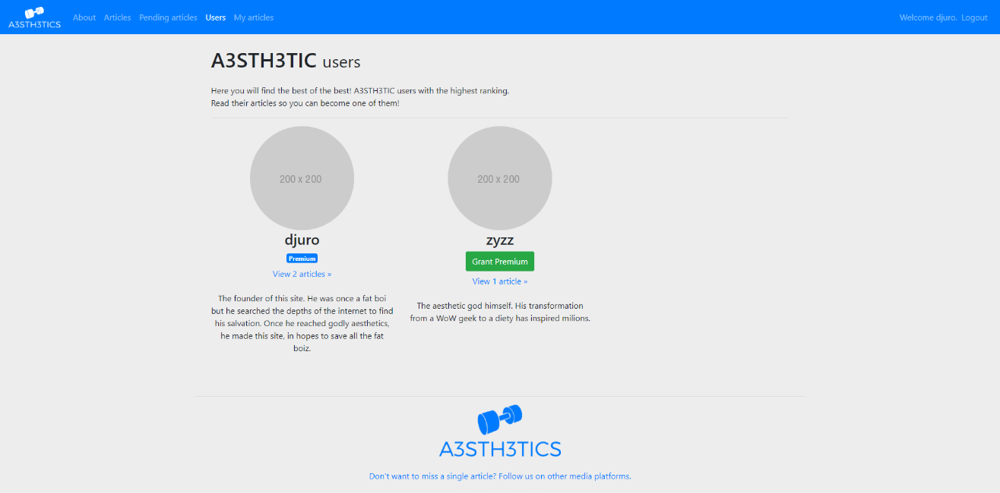 A3STH3TICS
About Articles Pending articles Users My articles
Welcome djuro. Logout
A3STH3TIC users
Here you will find the best of the best! A3STH3TIC users with the highest ranking.
Read their articles so you can become one of them!
200 x 200
djuro
Premium
View 2 articles »
The founder of this site. He was once a fat boi
but he searched the depths of the internet to find
his salvation. Once he reached godly aesthetics,
he made this site, in hopes to save all the fat
boiz.
200 x 200
zyzz
Grant Premium
View 1 article »
The aesthetic god himself. His transformation
from a WoW geek to a diety has inspired milions.
A3STH3TICS
Don't want to miss a single article? Follow us on other media platforms.